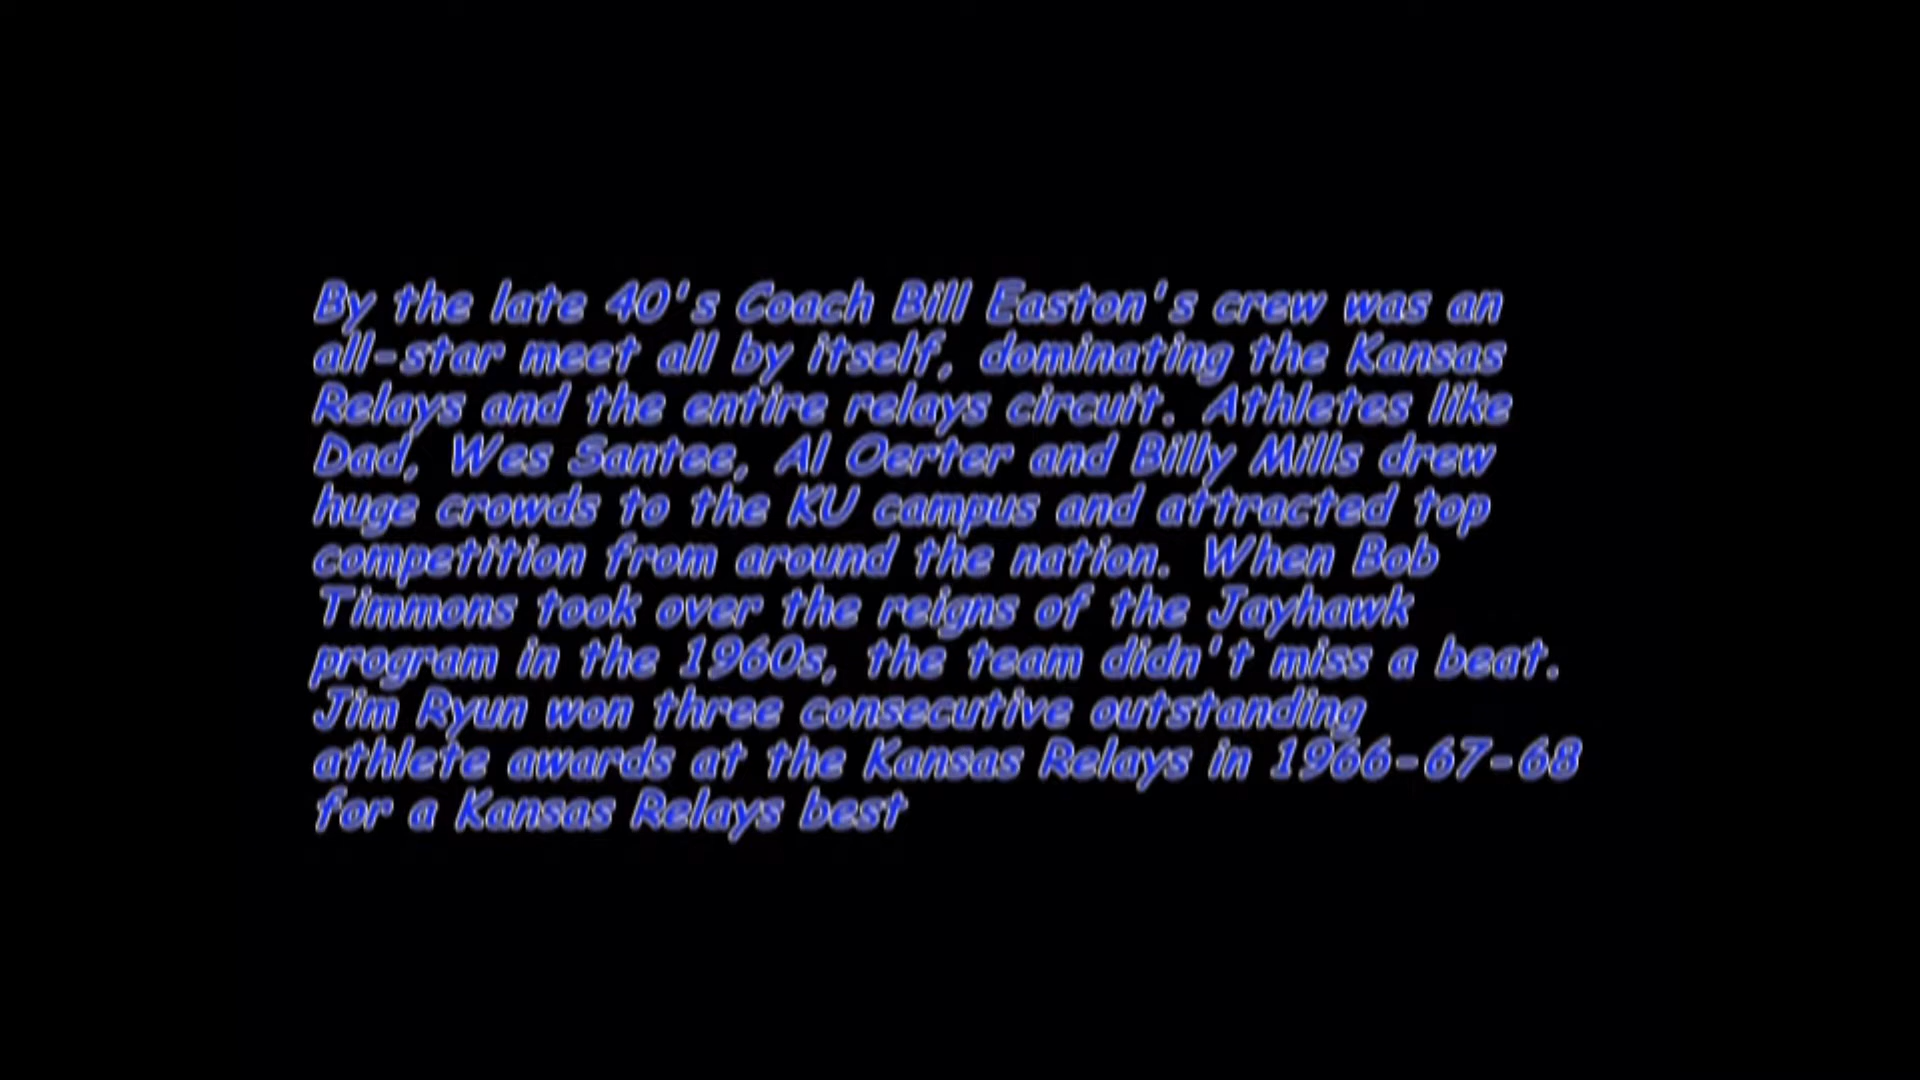 By the late 40's Coach Bill Easton's crew was an
all-star meet all by itself, dominating the Kansas
Relays and the entire relays circuit. Athletes like
Dad, Wes Santee, Al Oerter and Billy Mills drew
huge crowds to the KU campus and attracted top
competition from around the nation. When Bob
Timmons took over the reigns of the Jayhawk
program in the 1960s, the team didn't miss a beat.
Jim Ryun won three consecutive outstanding
athlete awards at the Kansas Relays in 1966-67-68
for a Kansas Relays best